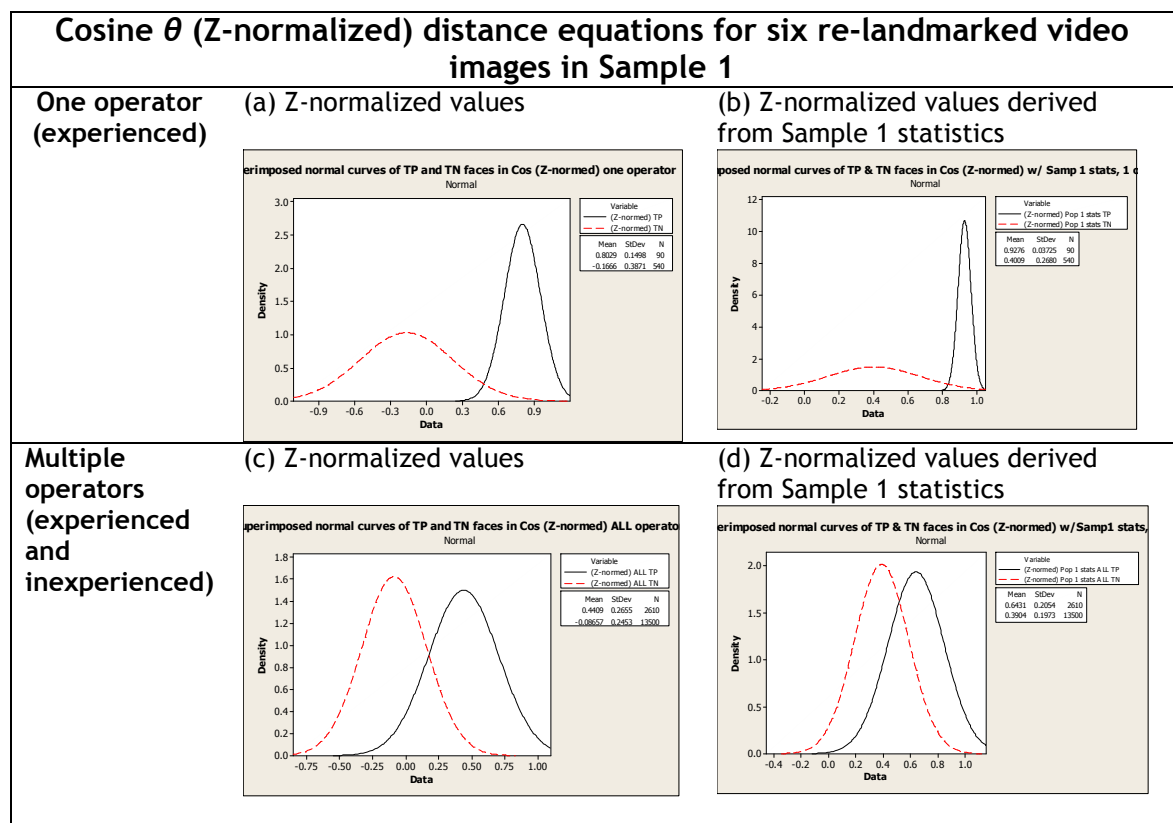 Cosine θ (Z-normalized) distance equations for six re-landmarked video
images in Sample 1
One operator
(experienced)
(a) Z-normalized values
erimposed normal curves of TP and TN faces in Cos (Z-normed) one operator
Normal
3.0
2.5
2.0
1.5
1.0
0.5
0.0
Density
-0.9 -0.6 -0.3 0.0 0.3 0.6 0.9
Data
Variable
(Z-normed) TP
(Z-normed) TN
Mean StDev N
0.8029 0.1498 90
-0.1666 0.3871 540
(b) Z-normalized values derived
from Sample 1 statistics
posed normal curves of TP & TN faces in Cos (Z-normed) w/ Samp 1 stats, 1
Normal
12
10
8
6
4
2
0
Density
-0.2 0.0 0.2 0.4 0.6 0.8 1.0
Data
Variable
(Z-normed) Pop 1 stats TP
(Z-normed) Pop 1 stats TN
Mean StDev N
0.9276 0.03725 90
0.4009 0.2680 540
Multiple
operators
(experienced
and
inexperienced)
(c) Z-normalized values
uperimposed normal curves of TP and TN faces in Cos (Z-normed) ALL operato
Normal
1.8
1.6
1.4
1.2
1.0
0.8
0.6
0.4
0.2
0.0
Density
-0.75 -0.50 -0.25 0.00 0.25 0.50 0.75 1.00
Data
Variable
(Z-normed) ALL TP
(Z-normed) ALL TN
Mean StDev N
0.4409 0.2655 2610
-0.08657 0.2453 13500
(d) Z-normalized values derived
from Sample 1 statistics
erimposed normal curves of TP & TN faces in Cos (Z-normed) w/Samp1 stats,
Normal
2.0
1.5
1.0
0.5
0.0
Density
-0.4 -0.2 0.0 0.2 0.4 0.6 0.8 1.0
Data
Variable
(Z-normed) Pop 1 stats ALL TP
(Z-normed) Pop 1 stats ALL TN
Mean StDev N
0.6431 0.2054 2610
0.3904 0.1973 13500